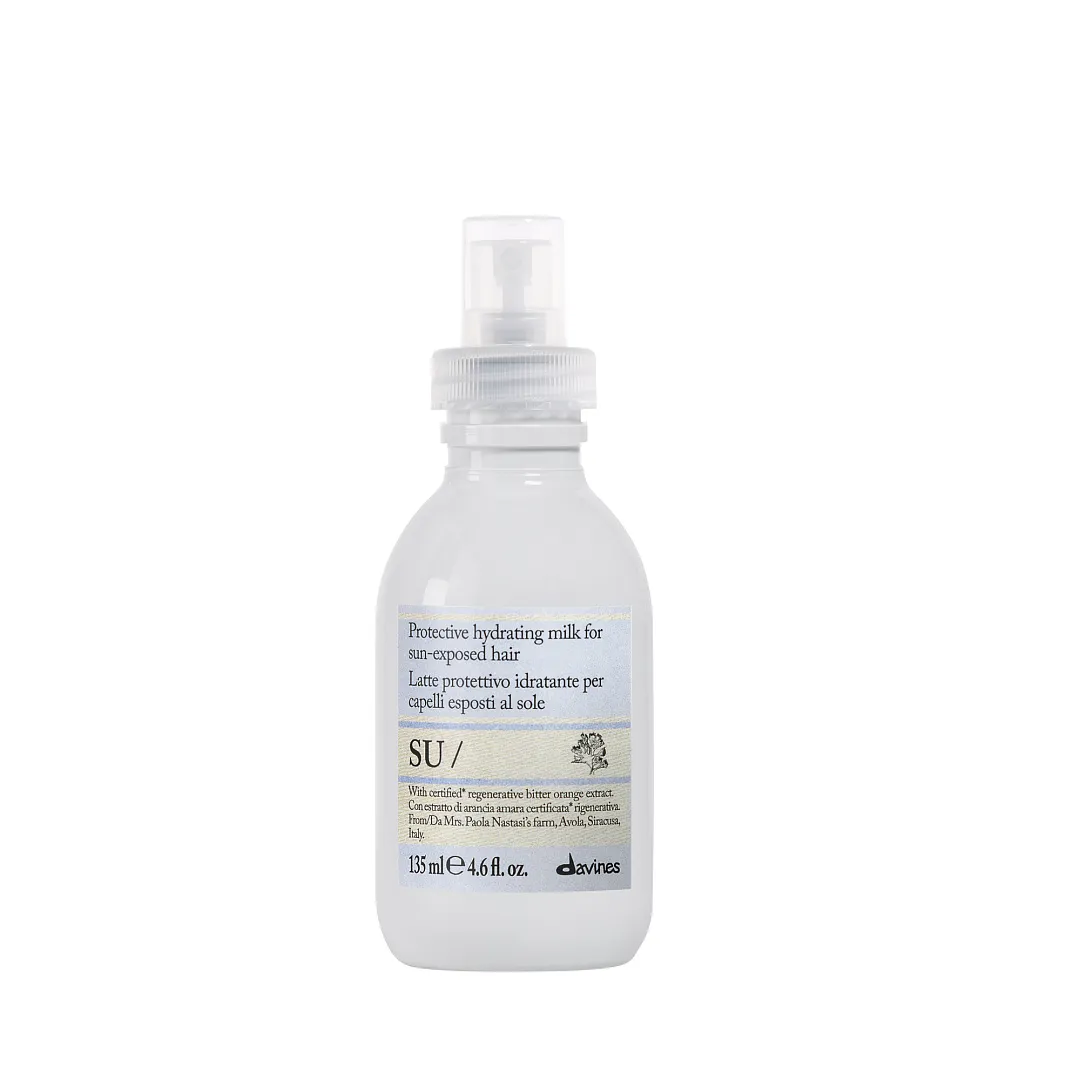 Protective hydrating milk for
sun-exposed hair
Latte protettivo idratante per
capelli esposti al sole
SU /
With certified* regenerative bitter orange extract.
Con estratto di arancia amara certificata* rigenerativa.
From/Da Mrs. Paola Nastasi's farm, Avola, Siracusa,
Italy.
135 ml ℮ 4.6 fl. oz. davines